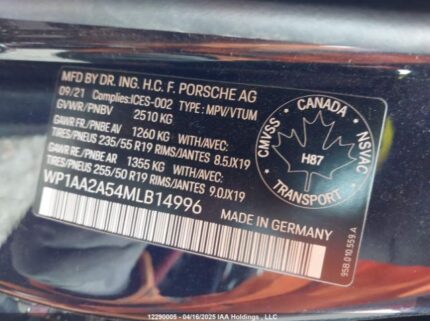 MFD BY DR. ING. H.C. F. PORSCHE AG
09/21 Complies:ICES-002 TYPE : MPV/VTUM
GVWR/PNBV 2510 KG
GAWR FR./PNBE AV 1260 KG WITH/AVEC:
TIRES/PNEUS 235/55 R19 RIMS/JANTES 8.5JX19
GAWR RE./PNBE AR 1355 KG WITH/AVEC:
TIRES/PNEUS 255/50 R19 RIMS/JANTES 9.0JX19
WP1AA2A54MLB14996
MADE IN GERMANY
CANADA
CMVSS
NSVAC
H87
TRANSPORT
958.010.559.A
12290005 - 04/16/2025 IAA Holdings , LLC